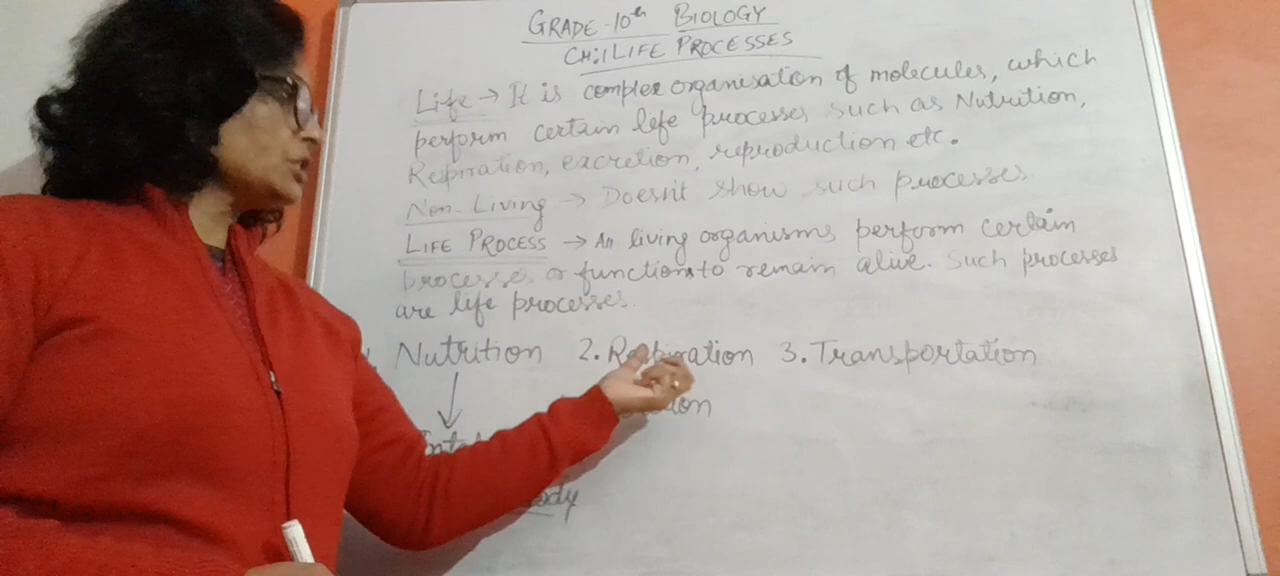 GRADE-10th BIOLOGY
CH:1 LIFE PROCESSES
Life → It is complex organisation of molecules, which
perform certain life processes such as Nutrition,
Respiration, excretion, reproduction etc.
Non-Living → Doesn't show such processes.
LIFE PROCESS → An living organisms perform certain
processes or functions to remain alive. Such processes
are life processes.
Nutrition 2. Respiration 3. Transportation